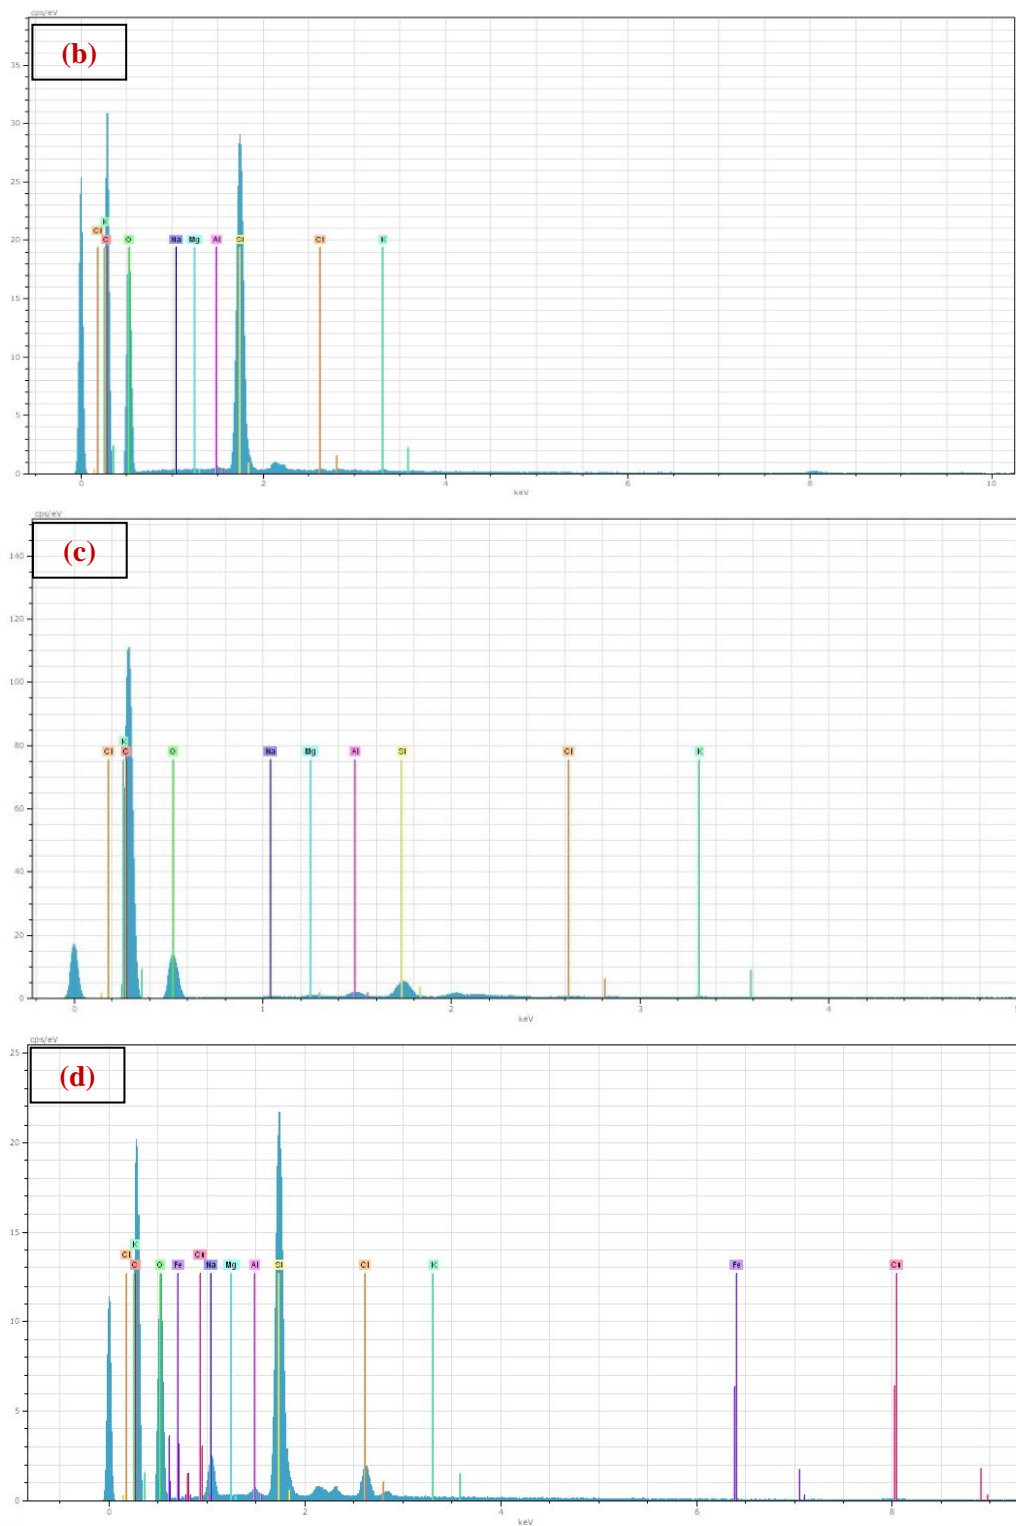 cps/eV
(b)
35
30
25
K
Cl
20
C O Na Mg Al Si Cl K
15
10
5
0
0 2 4 6 8 10
keV
cps/eV
(c)
140
120
100
80
K
Cl C O Na Mg Al Si Cl K
60
40
20
0
0 1 2 3 4 5
keV
cps/eV
(d)
25
20
15
K
Cl Cu
C O Fe Na Mg Al Si Cl K Fe Cu
10
5
0
0 2 4 6 8
keV